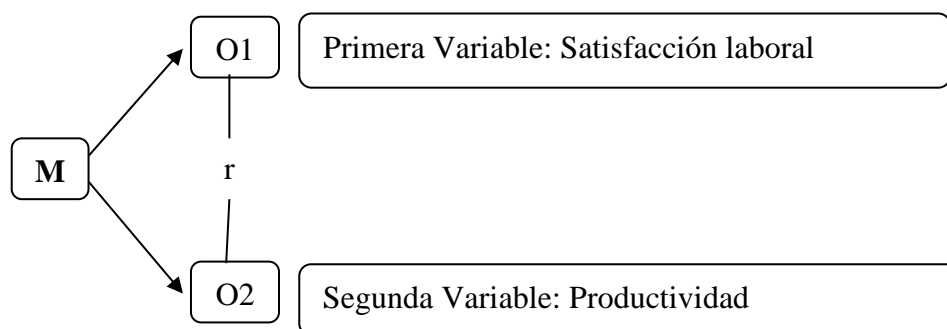 O1 Primera Variable: Satisfacción laboral
M r
O2 Segunda Variable: Productividad